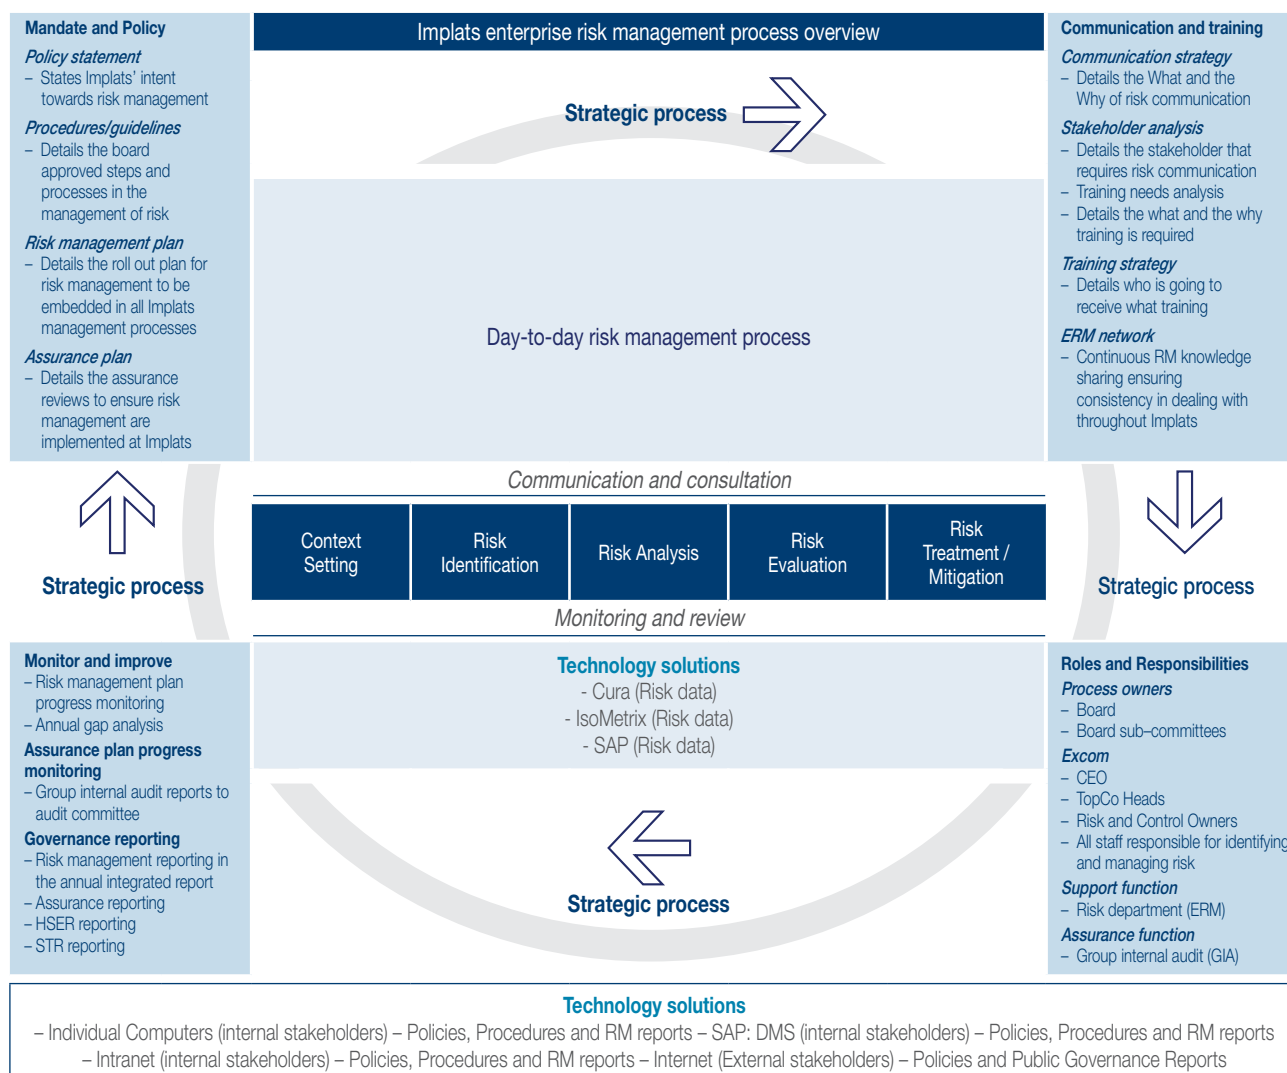 Mandate and Policy
Policy statement
– States Implats’ intent
towards risk management
Procedures/guidelines
– Details the board
approved steps and
processes in the
management of risk
Risk management plan
– Details the roll out plan for
risk management to be
embedded in all Implats
management processes
Assurance plan
– Details the assurance
reviews to ensure risk
management are
implemented at Implats
Implats enterprise risk management process overview
Strategic process
Day-to-day risk management process
Communication and training
Communication strategy
– Details the What and the
Why of risk communication
Stakeholder analysis
– Details the stakeholder that
requires risk communication
– Training needs analysis
– Details the what and the why
training is required
Training strategy
– Details who is going to
receive what training
ERM network
– Continuous RM knowledge
sharing ensuring
consistency in dealing with
throughout Implats
Strategic process
Communication and consultation
Context
Setting
Risk
Identification
Risk Analysis
Risk
Evaluation
Risk
Treatment /
Mitigation
Monitoring and review
Strategic process
Monitor and improve
– Risk management plan
progress monitoring
– Annual gap analysis
Assurance plan progress
monitoring
– Group internal audit reports to
audit committee
Governance reporting
– Risk management reporting in
the annual integrated report
– Assurance reporting
– HSER reporting
– STR reporting
Technology solutions
- Cura (Risk data)
- IsoMetrix (Risk data)
- SAP (Risk data)
Strategic process
Roles and Responsibilities
Process owners
– Board
– Board sub–committees
Excom
– CEO
– TopCo Heads
– Risk and Control Owners
– All staff responsible for identifying
and managing risk
Support function
– Risk department (ERM)
Assurance function
– Group internal audit (GIA)
Technology solutions
– Individual Computers (internal stakeholders) – Policies, Procedures and RM reports – SAP: DMS (internal stakeholders) – Policies, Procedures and RM reports
– Intranet (internal stakeholders) – Policies, Procedures and RM reports – Internet (External stakeholders) – Policies and Public Governance Reports